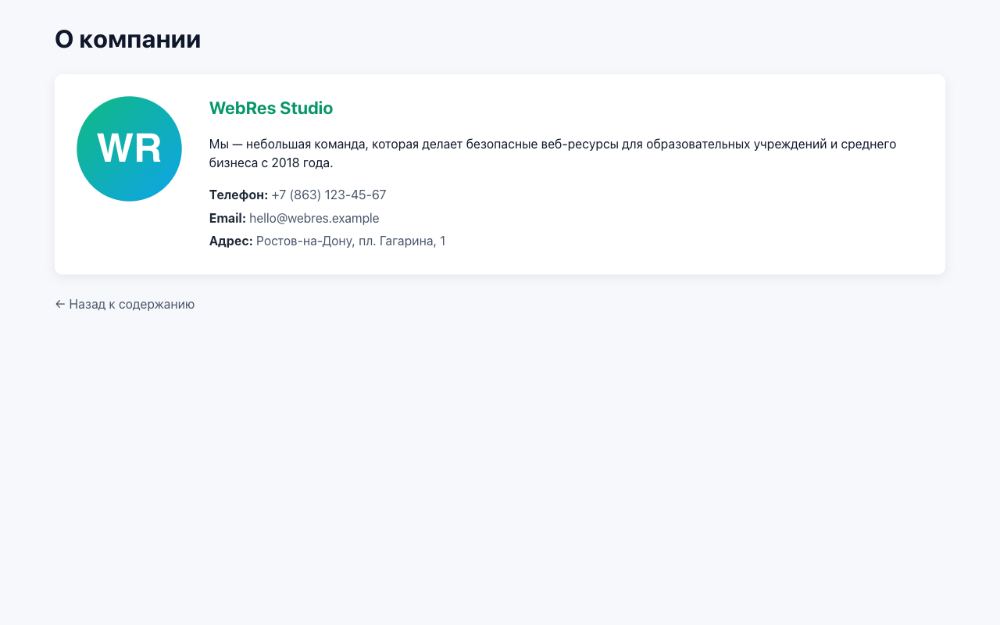 О компании
WR
WebRes Studio
Мы — небольшая команда, которая делает безопасные веб-ресурсы для образовательных учреждений и среднего
бизнеса с 2018 года.
Телефон: +7 (863) 123-45-67
Email: hello@webres.example
Адрес: Ростов-на-Дону, пл. Гагарина, 1
← Назад к содержанию